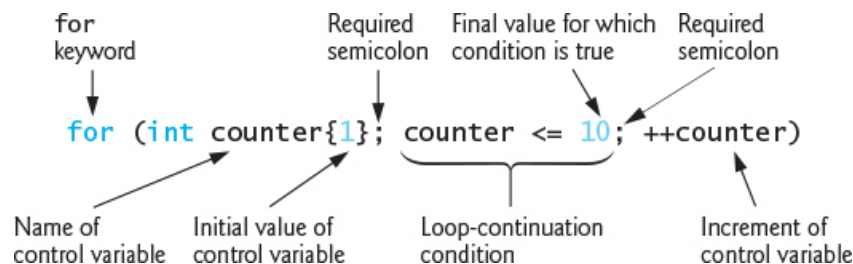 for
keyword
Required
semicolon
Final value for which
condition is true
Required
semicolon
for (int counter{1}; counter <= 10; ++counter)
Name of
control variable
Initial value of
control variable
Loop-continuation
condition
Increment of
control variable